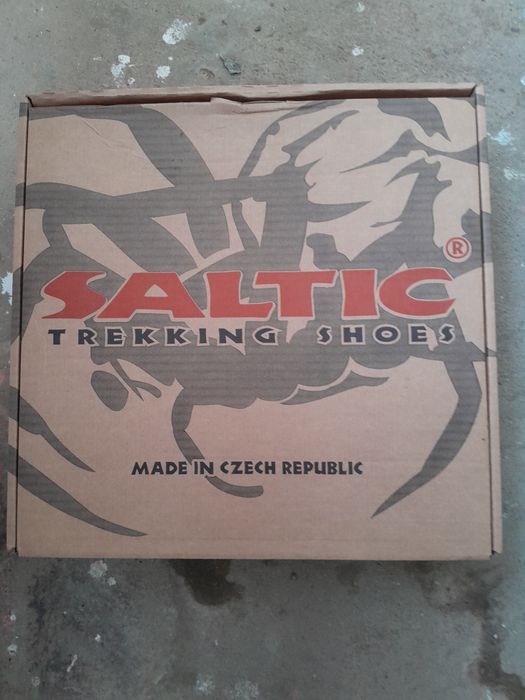 SALTIC®
TREKKING SHOES
MADE IN CZECH REPUBLIC